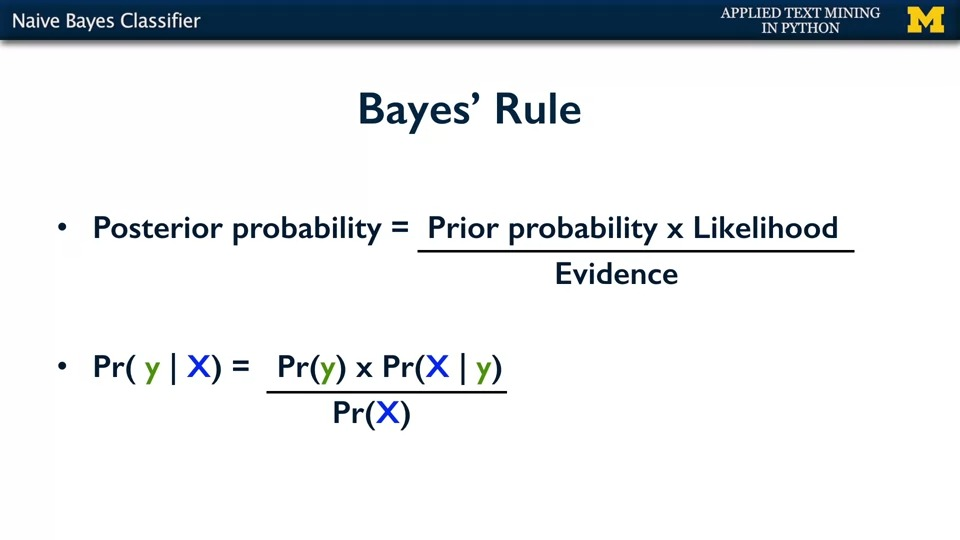 Naive Bayes Classifier
APPLIED TEXT MINING
IN PYTHON
M
Bayes’ Rule
• Posterior probability = Prior probability x Likelihood
Evidence
• Pr( y | X) = Pr(y) x Pr(X | y)
Pr(X)